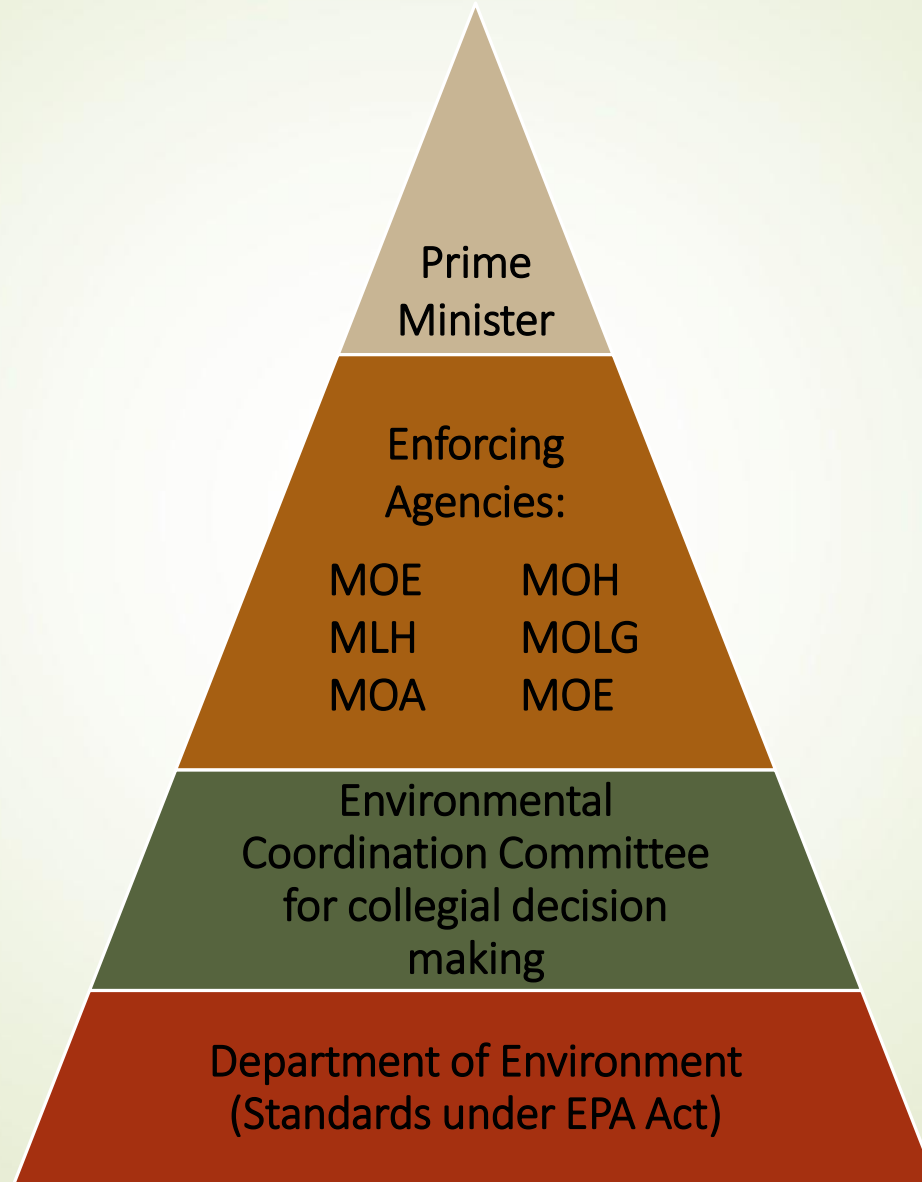 Prime
Minister
Enforcing
Agencies:
MOE MOH
MLH MOLG
MOA MOE
Environmental
Coordination Committee
for collegial decision
making
Department of Environment
(Standards under EPA Act)